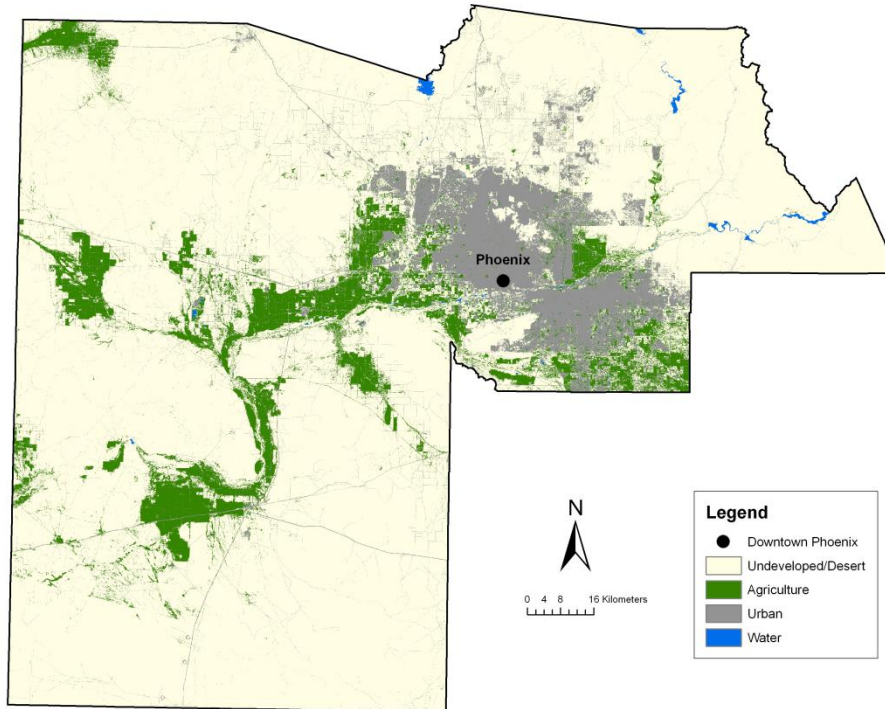 Phoenix
N
0 4 8 16 Kilometers
Legend
Downtown Phoenix
Undeveloped/Desert
Agriculture
Urban
Water